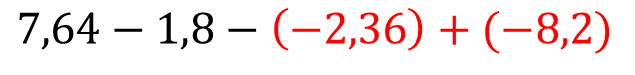 7,64 − 1,8 − (−2,36) + (−8,2)